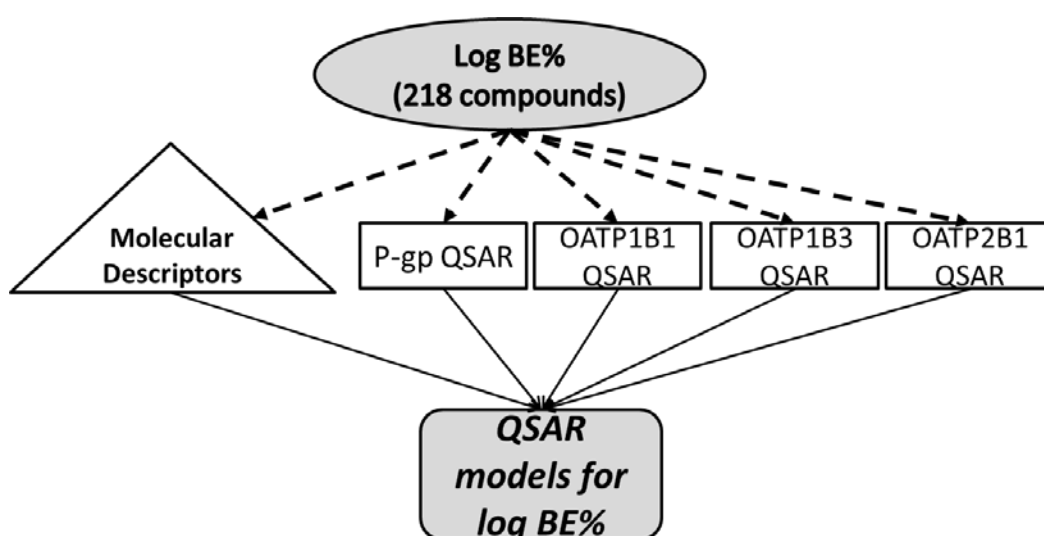 Log BE%
(218 compounds)
Molecular
Descriptors
P-gp QSAR
OATP1B1
QSAR
OATP1B3
QSAR
OATP2B1
QSAR
QSAR
models for
log BE%